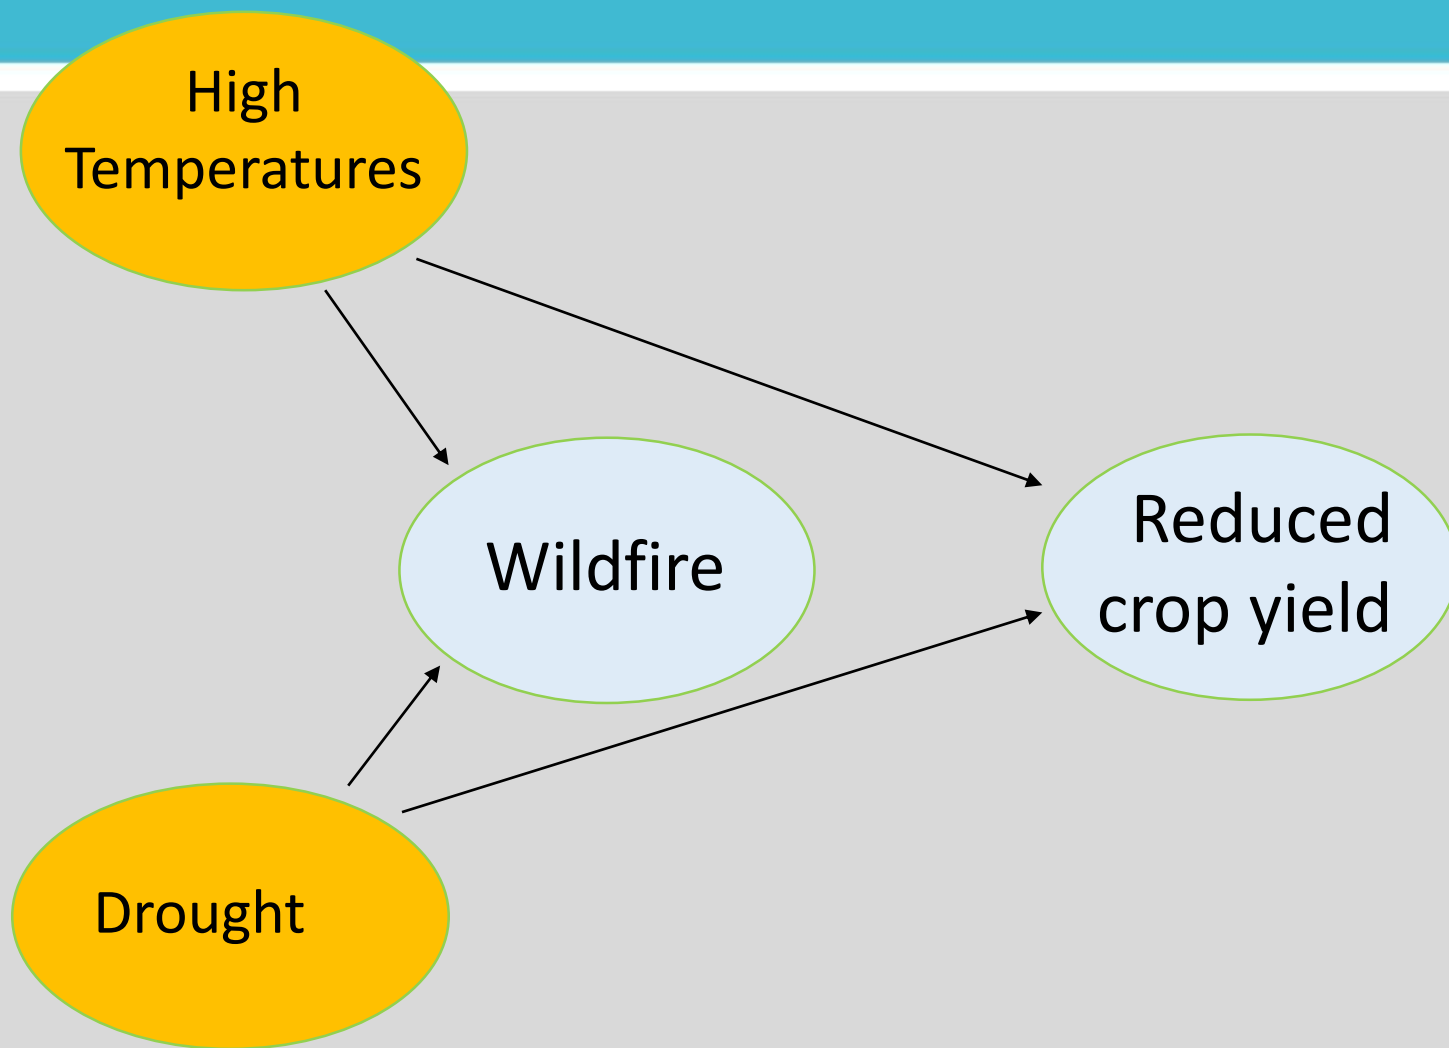 High
Temperatures
Wildfire
Reduced
crop yield
Drought